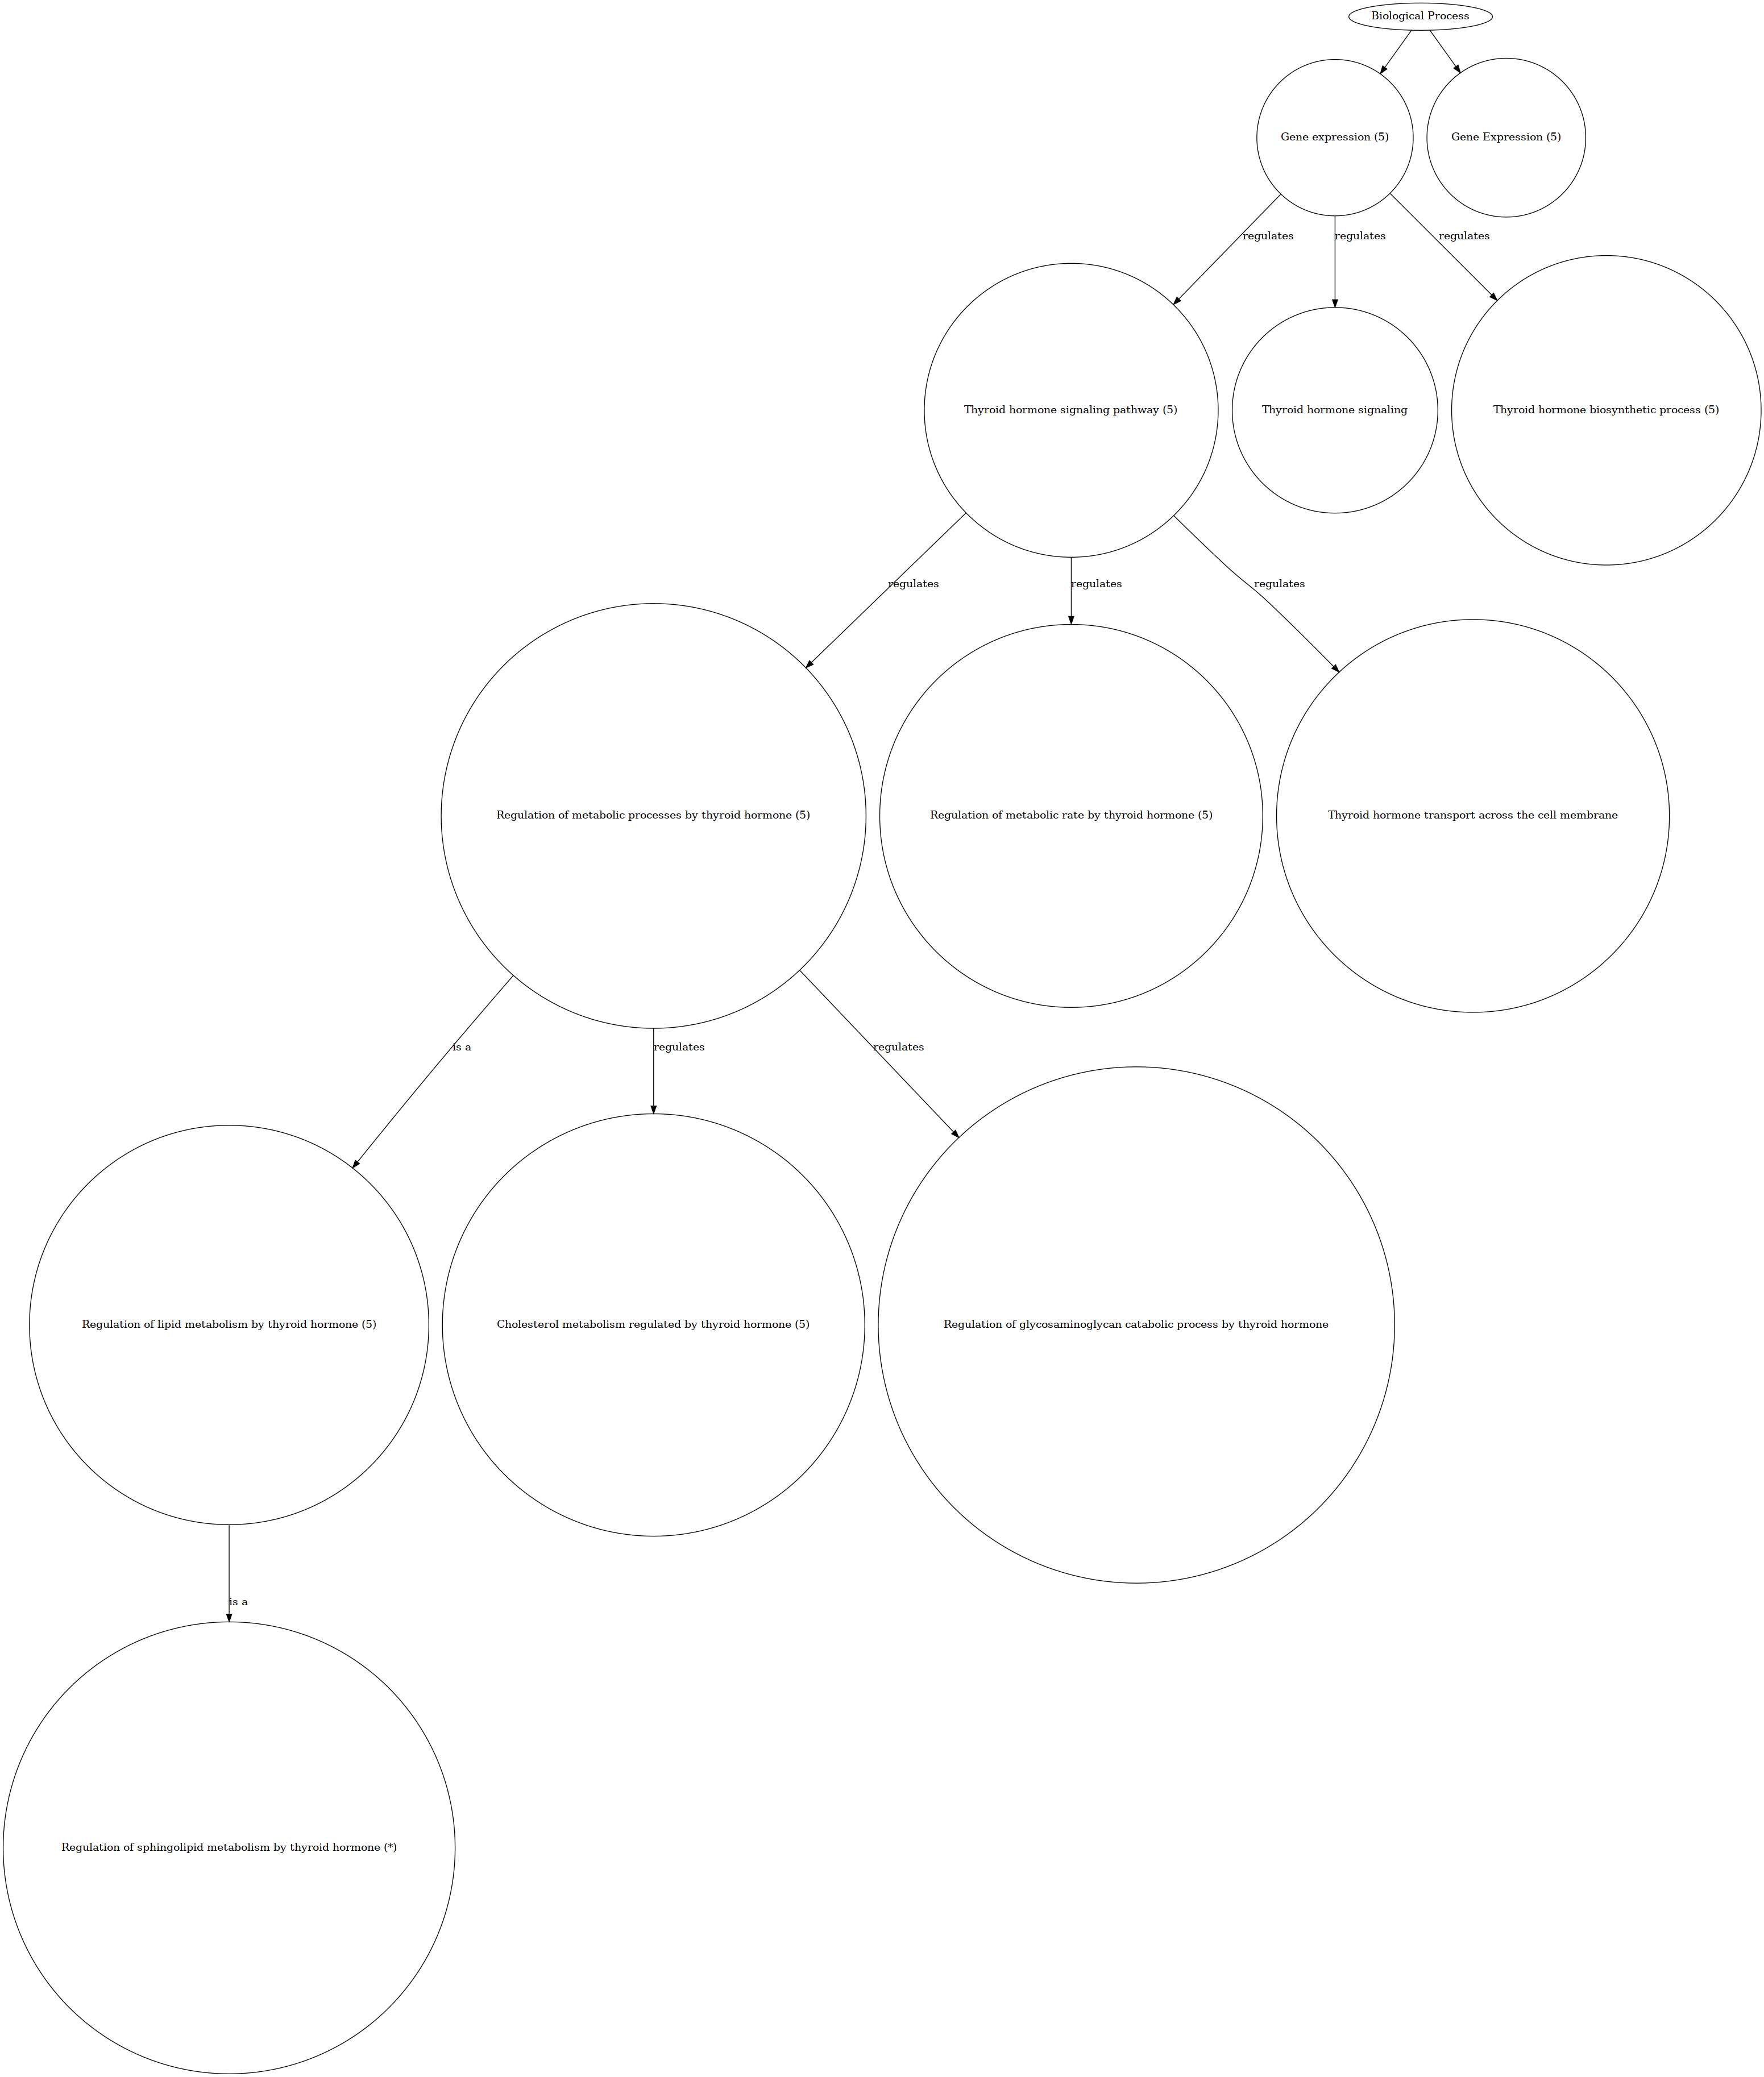 Biological Process
Gene expression (5)
Gene Expression (5)
regulates
regulates
regulates
Thyroid hormone signaling pathway (5)
Thyroid hormone signaling
Thyroid hormone biosynthetic process (5)
regulates
regulates
regulates
Regulation of metabolic processes by thyroid hormone (5)
Regulation of metabolic rate by thyroid hormone (5)
Thyroid hormone transport across the cell membrane
is a
regulates
regulates
Regulation of lipid metabolism by thyroid hormone (5)
Cholesterol metabolism regulated by thyroid hormone (5)
Regulation of glycosaminoglycan catabolic process by thyroid hormone
is a
Regulation of sphingolipid metabolism by thyroid hormone (*)